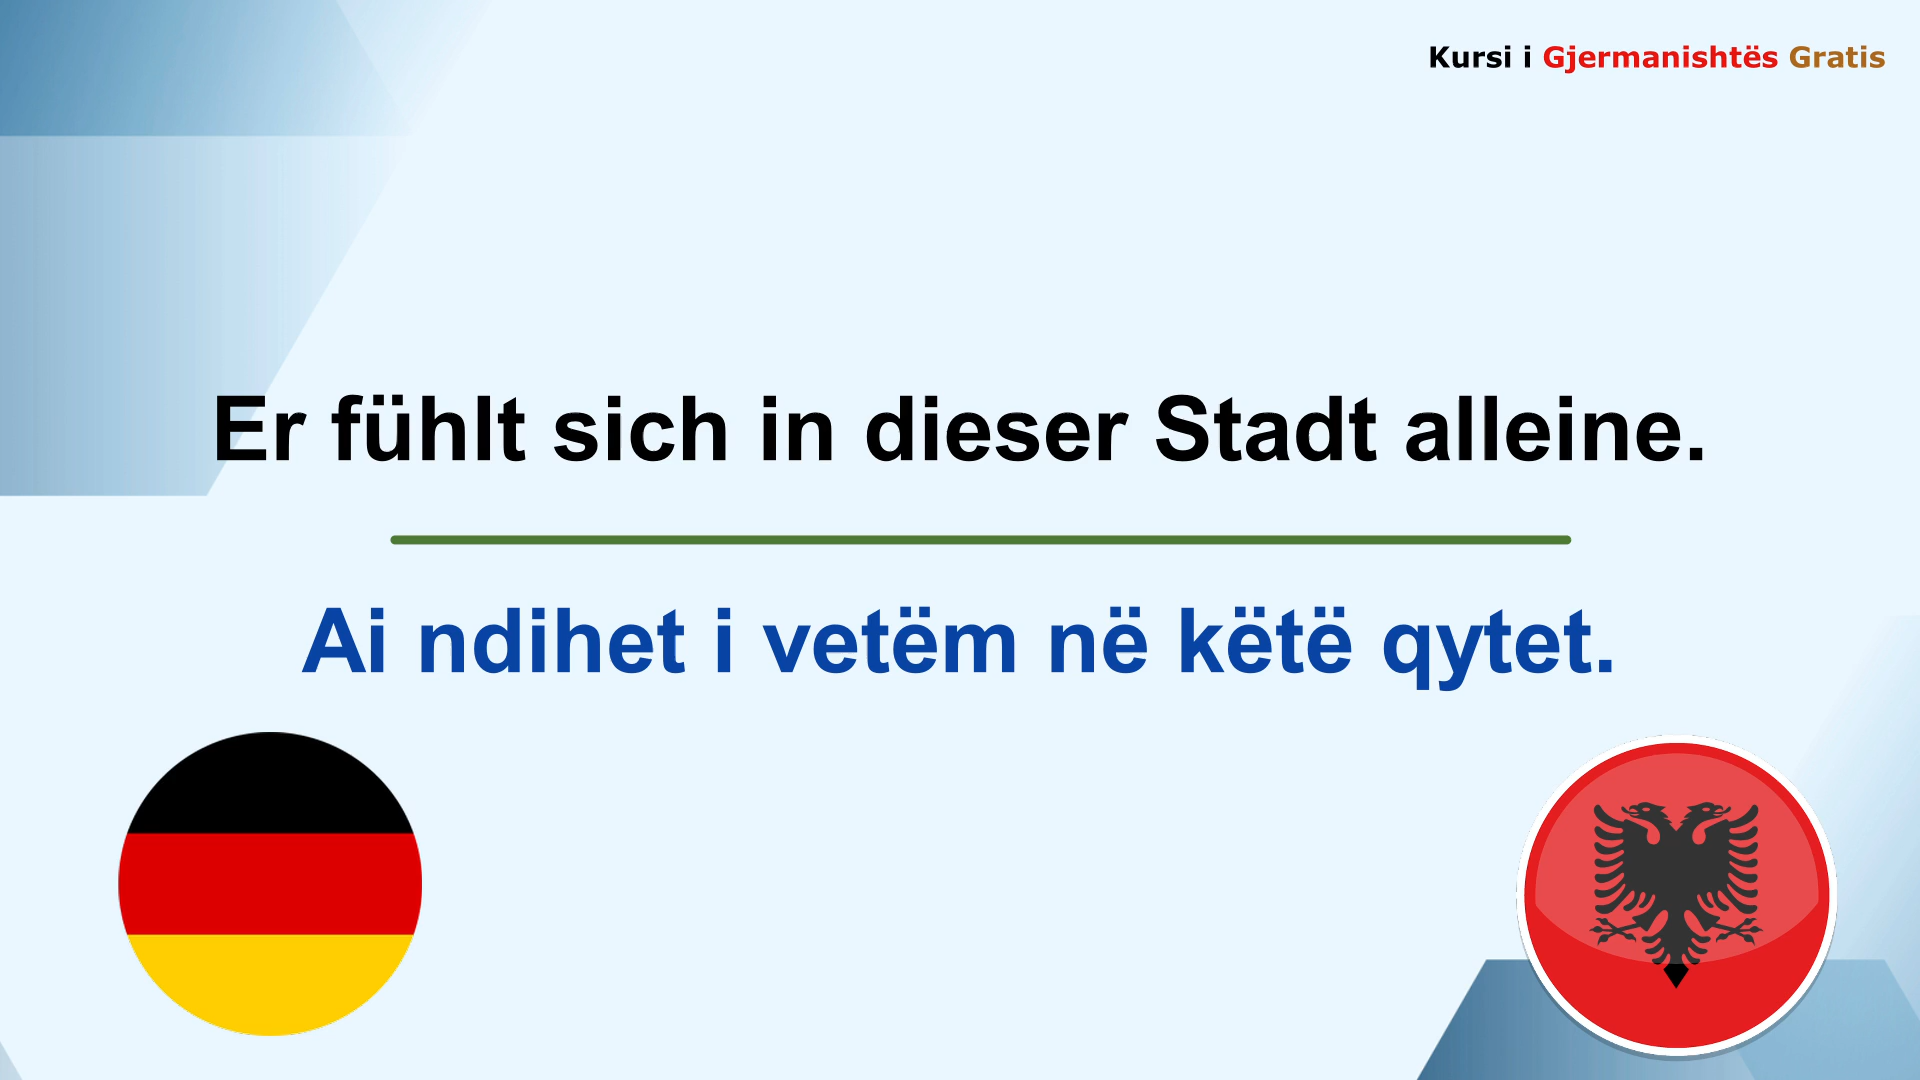 Kursi i Gjermanishtës Gratis
Er fühlt sich in dieser Stadt alleine.
Ai ndihet i vetëm në këtë qytet.